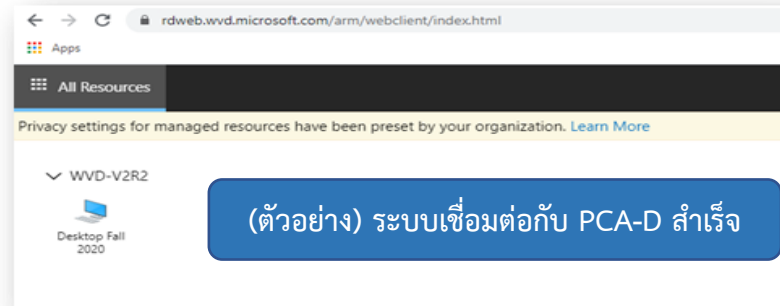 rdweb.wvd.microsoft.com/arm/webclient/index.html
Apps
All Resources
Privacy settings for managed resources have been preset by your organization. Learn More
WVD-V2R2
Desktop Fall
2020
(ตัวอย่าง) ระบบเชื่อมต่อกับ PCA-D สำเร็จ